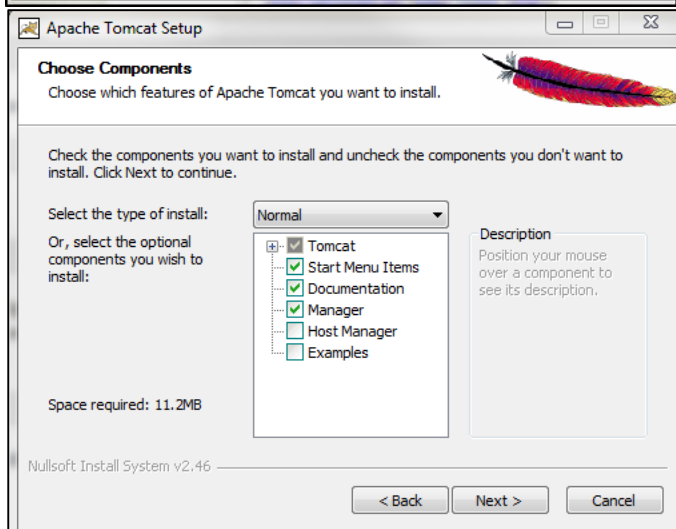 Apache Tomcat Setup
Choose Components
Choose which features of Apache Tomcat you want to install.
Check the components you want to install and uncheck the components you don't want to
install. Click Next to continue.
Select the type of install:
Normal
Or, select the optional
components you wish to
install:
Tomcat
Start Menu Items
Documentation
Manager
Host Manager
Examples
Description
Position your mouse
over a component to
see its description.
Space required: 11.2MB
Nullsoft Install System v2.46
< Back
Next >
Cancel